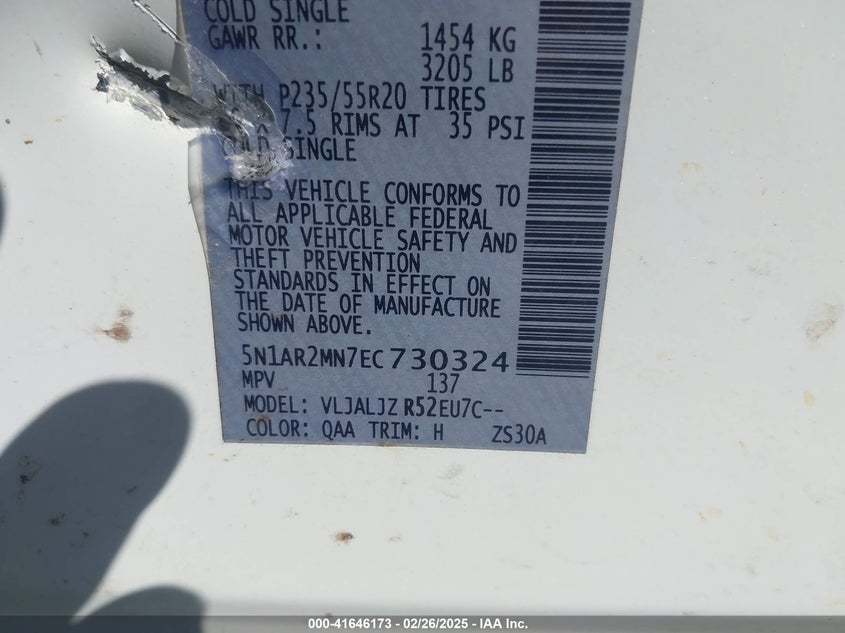 COLD SINGLE
GAWR RR.: 1454 KG
3205 LB
WITH P235/55R20 TIRES
7.5 RIMS AT 35 PSI
COLD SINGLE
THIS VEHICLE CONFORMS TO
ALL APPLICABLE FEDERAL
MOTOR VEHICLE SAFETY AND
THEFT PREVENTION
STANDARDS IN EFFECT ON
THE DATE OF MANUFACTURE
SHOWN ABOVE.
5N1AR2MN7EC730324
MPV 137
MODEL: VLJALJZ R52EU7C--
COLOR: QAA TRIM: H ZS30A
000-41646173 - 02/26/2025 - IAA Inc.